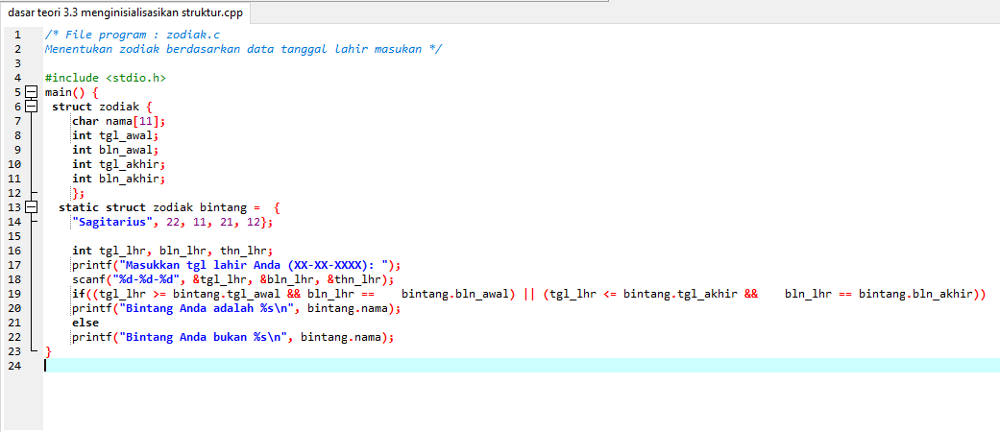 dasar teori 3.3 menginisialisasikan struktur.cpp
1 /* File program : zodiak.c
2 Menentukan zodiak berdasarkan data tanggal lahir masukan */
3
4 #include <stdio.h>
5 main() {
6 struct zodiak {
7 char nama[11];
8 int tgl_awal;
9 int bln_awal;
10 int tgl_akhir;
11 int bln_akhir;
12 };
13 static struct zodiak bintang =  {
14 "Sagitarius", 22, 11, 21, 12};
15
16 int tgl_lhr, bln_lhr, thn_lhr;
17 printf("Masukkan tgl lahir Anda (XX-XX-XXXX): ");
18 scanf("%d-%d-%d", &tgl_lhr, &bln_lhr, &thn_lhr);
19 if((tgl_lhr >= bintang.tgl_awal && bln_lhr ==    bintang.bln_awal) || (tgl_lhr <= bintang.tgl_akhir &&    bln_lhr == bintang.bln_akhir))
20 printf("Bintang Anda adalah %s\n", bintang.nama);
21 else
22 printf("Bintang Anda bukan %s\n", bintang.nama);
23 }
24